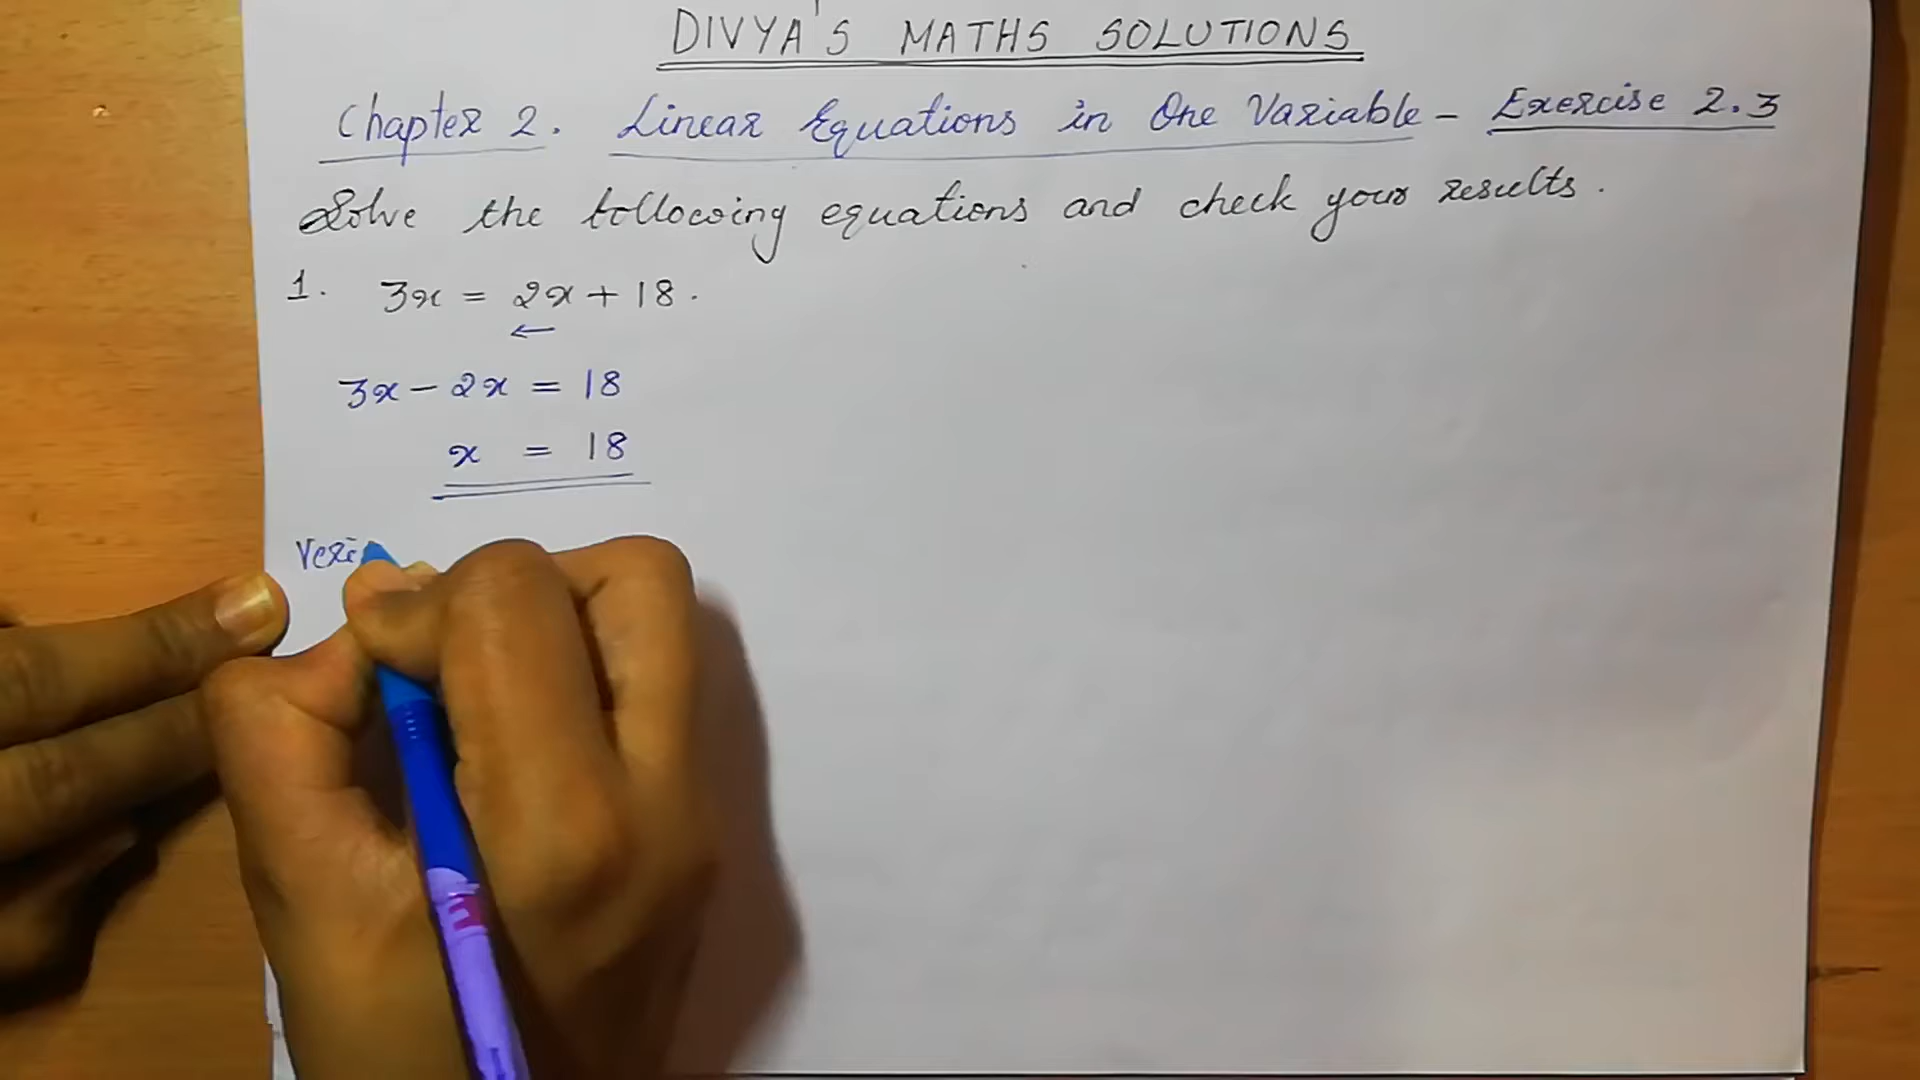 DIVYA'S MATHS SOLUTIONS
Chapter 2. Linear Equations in One Variable - Exercise 2.3
Solve the following equations and check your results.
1. 3x = 2x + 18.
←
3x - 2x = 18
x = 18
Veri